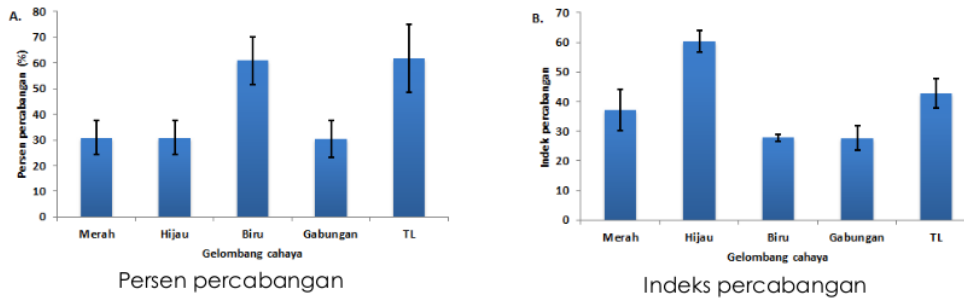 A.
Persen percabangan (%)
80
70
60
50
40
30
20
10
0
Merah Hijau Biru Gabungan TL
Gelombang cahaya
Persen percabangan
B.
Indek percabangan
70
60
50
40
30
20
10
0
Merah Hijau Biru Gabungan TL
Gelombang cahaya
Indeks percabangan